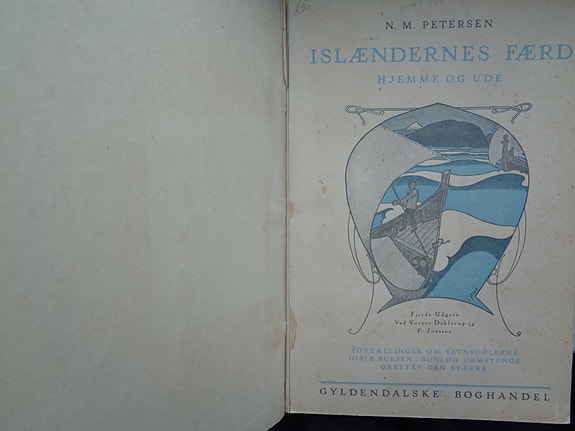 N. M. PETERSEN
ISLÆNDERNES FÆRD
HJEMME OG UDE
Fjerde Udgave
Ved Verner Dahlerup og
F. Jónsson
FORTÆLLINGER OM VATNSDØLERNE
GISLE SURSEN . GUNLØG ORMSTUNGE
GRETTER DEN STÆRKE
GYLDENDALSKE BOGHANDEL